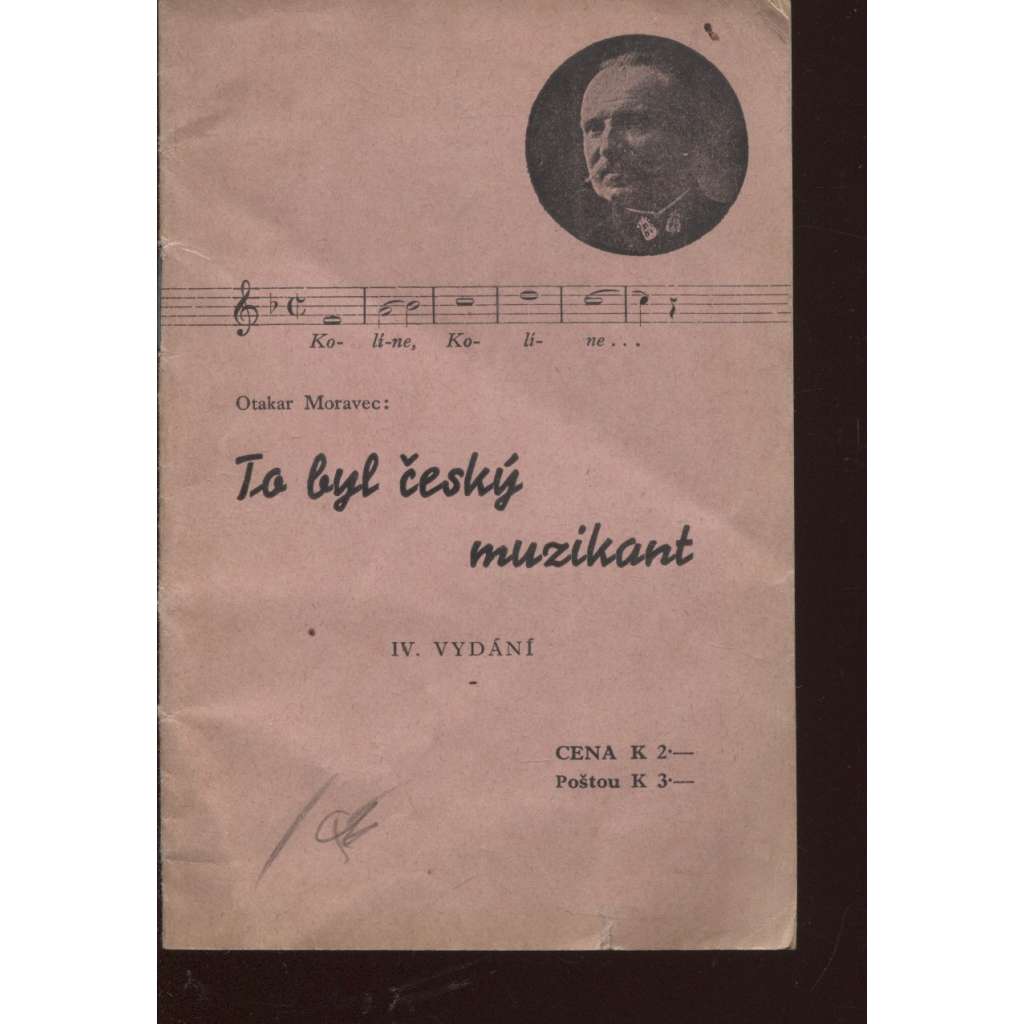 Ko- lí-ne, Ko- lí- ne...
Otakar Moravec:
To byl český
muzikant
IV. VYDÁNÍ
CENA K 2·—
Poštou K 3·—